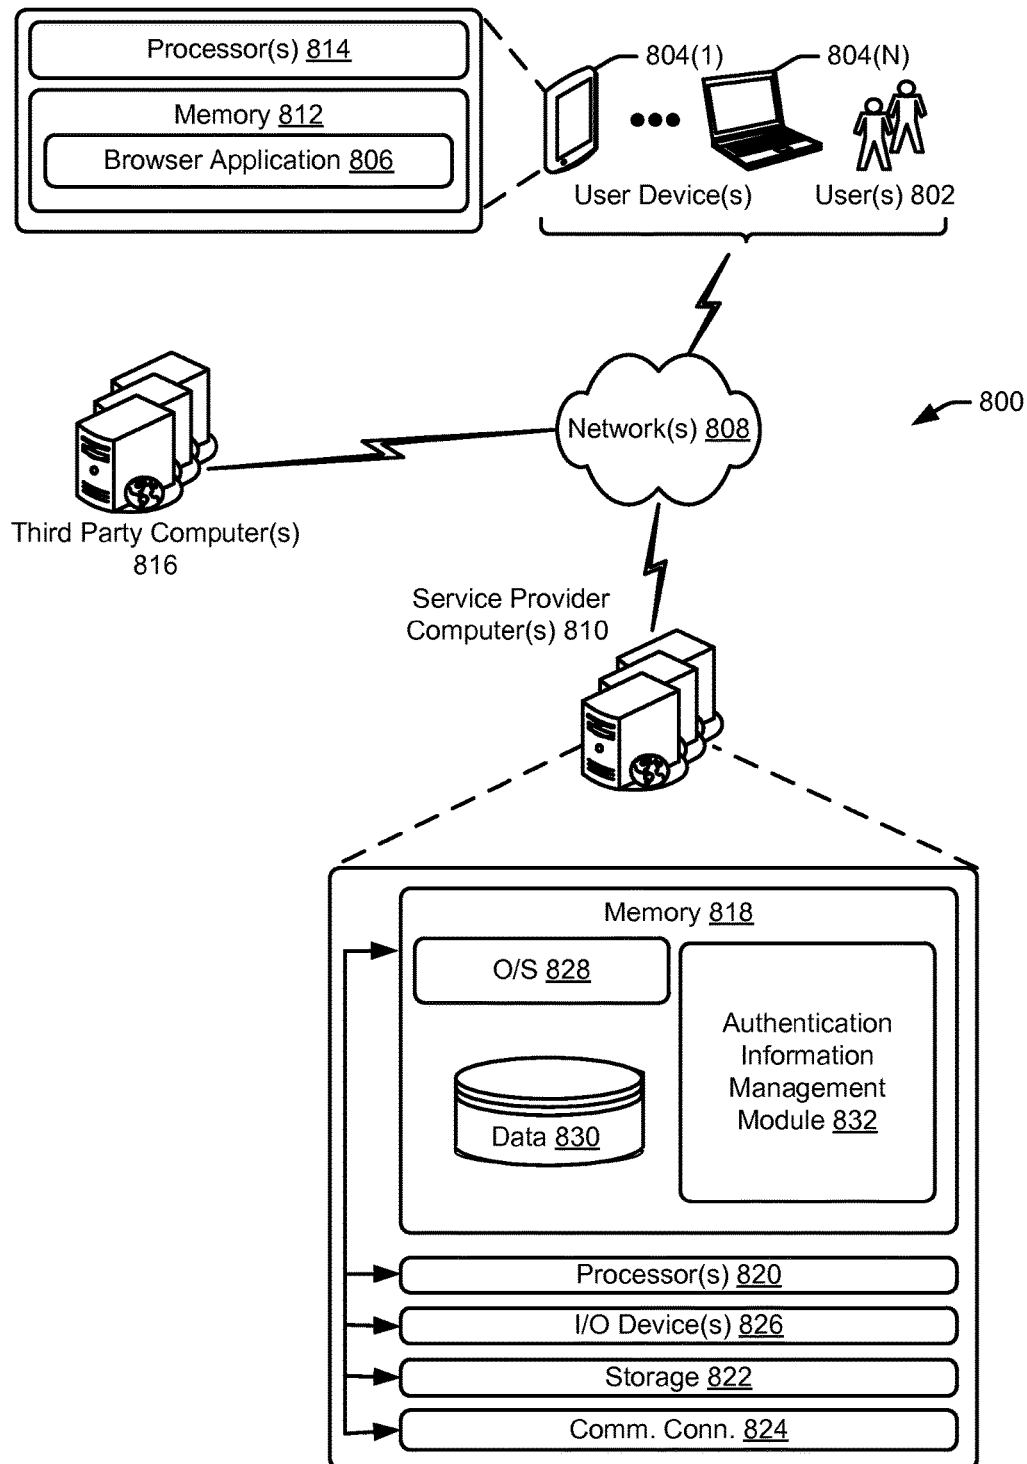 Processor(s) 814
Memory 812
Browser Application 806
804(1)
804(N)
User Device(s)
User(s) 802
Network(s) 808
800
Third Party Computer(s)
816
Service Provider
Computer(s) 810
Memory 818
O/S 828
Data 830
Authentication
Information
Management
Module 832
Processor(s) 820
I/O Device(s) 826
Storage 822
Comm. Conn. 824